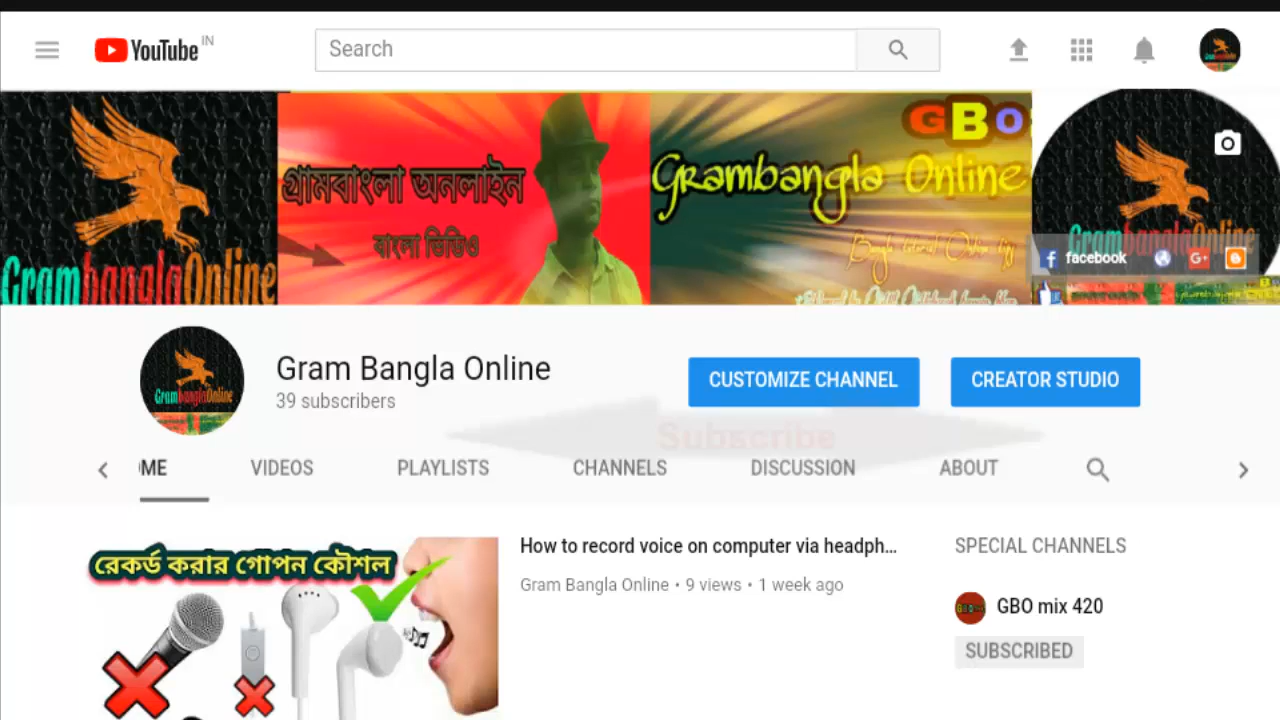 YouTube IN
Search
GBO
গ্রামবাংলা অনলাইন
Grambangla Online
বাংলা ভিডিও
GrambanglaOnline
GrambanglaOnline
facebook
Gram Bangla Online
39 subscribers
CUSTOMIZE CHANNEL
CREATOR STUDIO
GrambanglaOnline
Subscribe
OME
VIDEOS
PLAYLISTS
CHANNELS
DISCUSSION
ABOUT
রেকর্ড করার গোপন কৌশল
How to record voice on computer via headph...
Gram Bangla Online • 9 views • 1 week ago
SPECIAL CHANNELS
GBO mix 420
SUBSCRIBED